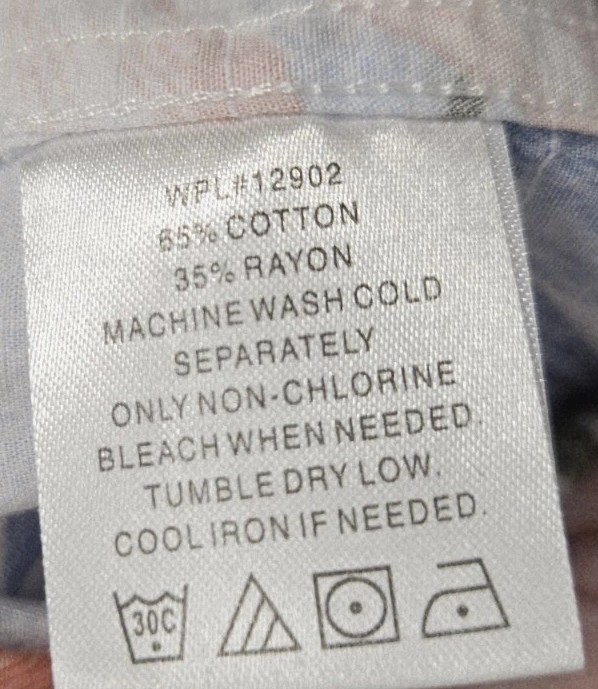 WPL#12902
65% COTTON
35% RAYON
MACHINE WASH COLD
SEPARATELY
ONLY NON-CHLORINE
BLEACH WHEN NEEDED.
TUMBLE DRY LOW.
COOL IRON IF NEEDED.
30C